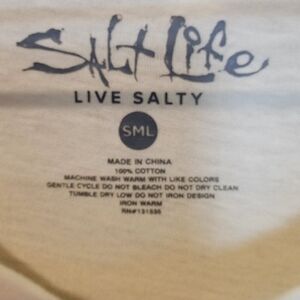 Salt Life
LIVE SALTY
SML
MADE IN CHINA
100% COTTON
MACHINE WASH WARM WITH LIKE COLORS
GENTLE CYCLE DO NOT BLEACH DO NOT DRY CLEAN
TUMBLE DRY LOW DO NOT IRON DESIGN
IRON WARM